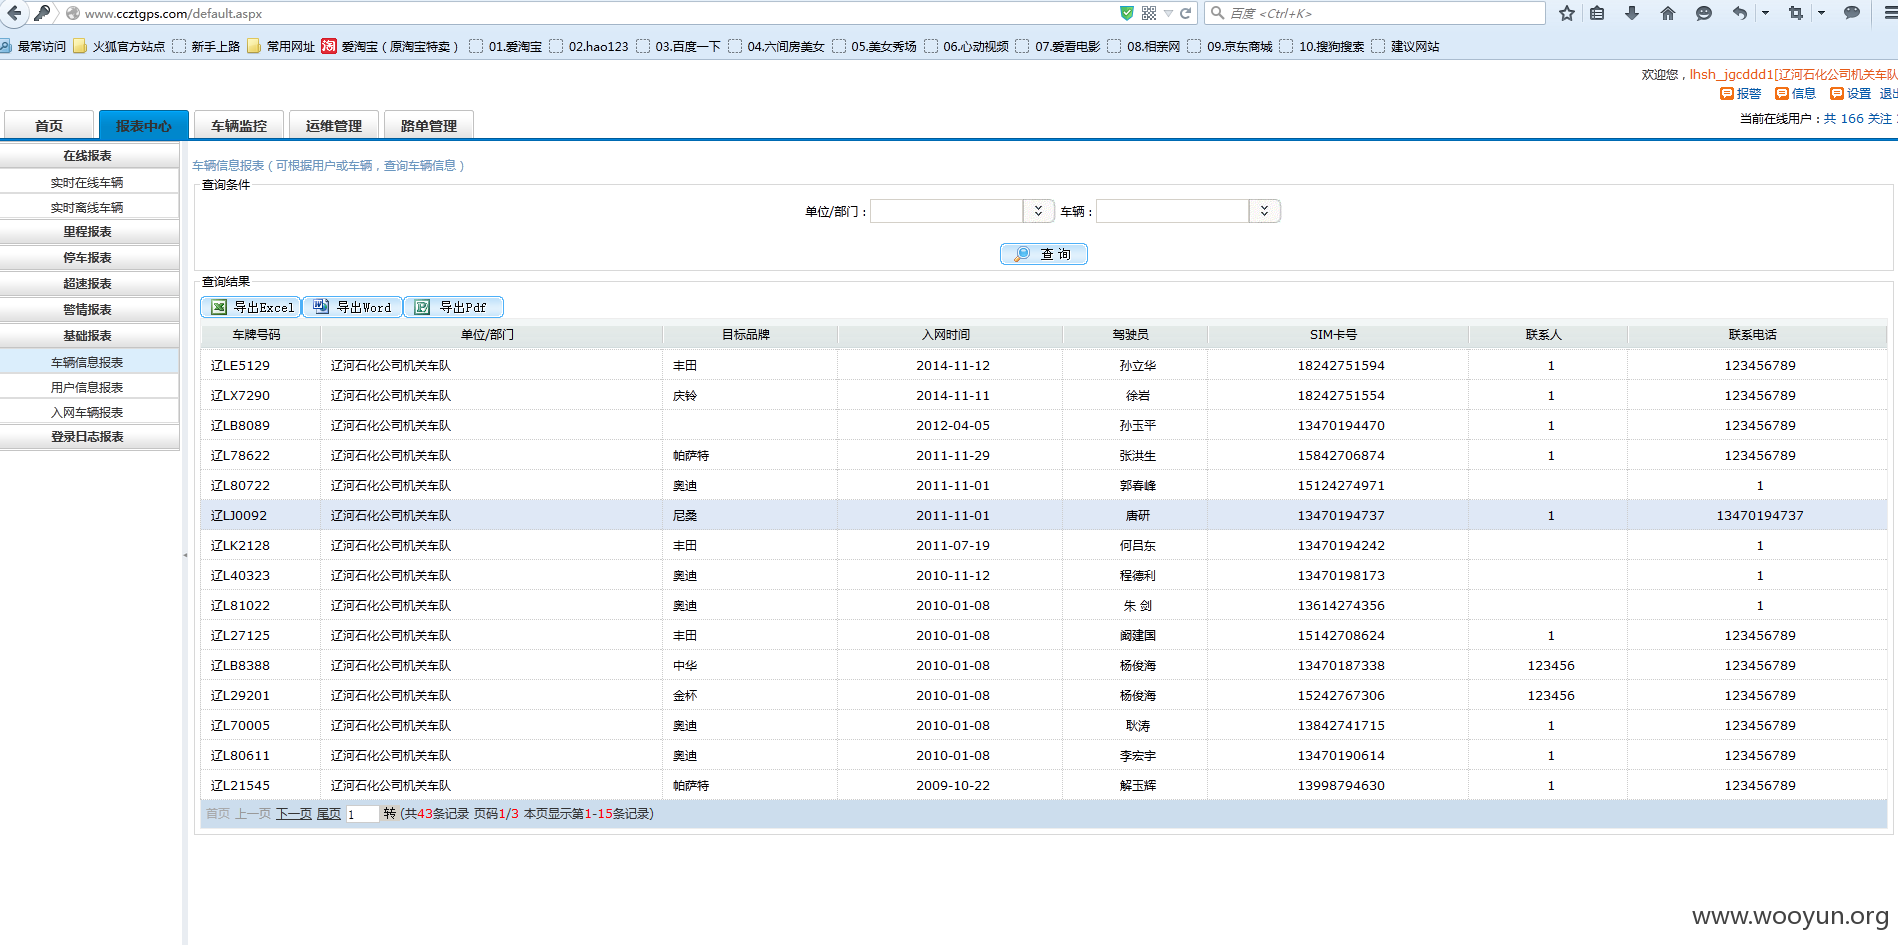 www.ccztgps.com/default.aspx
百度 <Ctrl+K>
最常访问 火狐官方站点 新手上路 常用网址 淘 爱淘宝（原淘宝特卖） 01.爱淘宝 02.hao123 03.百度一下 04.六间房美女 05.美女秀场 06.心动视频 07.爱看电影 08.相亲网 09.京东商城 10.搜狗搜索 建议网站
欢迎您，lhsh_jgcddd1[辽河石化公司机关车队
报警 信息 设置 退出
当前在线用户：共 166 关注
首页 报表中心 车辆监控 运维管理 路单管理
在线报表
实时在线车辆
实时离线车辆
里程报表
停车报表
超速报表
警情报表
基础报表
车辆信息报表
用户信息报表
入网车辆报表
登录日志报表
车辆信息报表（可根据用户或车辆，查询车辆信息）
查询条件
单位/部门： 车辆：
查 询
查询结果
导出Excel 导出Word 导出Pdf
车牌号码 单位/部门 目标品牌 入网时间 驾驶员 SIM卡号 联系人 联系电话
辽LE5129 辽河石化公司机关车队 丰田 2014-11-12 孙立华 18242751594 1 123456789
辽LX7290 辽河石化公司机关车队 庆铃 2014-11-11 徐岩 18242751554 1 123456789
辽LB8089 辽河石化公司机关车队 2012-04-05 孙玉平 13470194470 1 123456789
辽L78622 辽河石化公司机关车队 帕萨特 2011-11-29 张洪生 15842706874 1 123456789
辽L80722 辽河石化公司机关车队 奥迪 2011-11-01 郭春峰 15124274971 1
辽LJ0092 辽河石化公司机关车队 尼桑 2011-11-01 唐研 13470194737 1 13470194737
辽LK2128 辽河石化公司机关车队 丰田 2011-07-19 何吕东 13470194242 1
辽L40323 辽河石化公司机关车队 奥迪 2010-11-12 程德利 13470198173 1
辽L81022 辽河石化公司机关车队 奥迪 2010-01-08 朱 剑 13614274356 1
辽L27125 辽河石化公司机关车队 丰田 2010-01-08 阚建国 15142708624 1 123456789
辽LB8388 辽河石化公司机关车队 中华 2010-01-08 杨俊海 13470187338 123456 123456789
辽L29201 辽河石化公司机关车队 金杯 2010-01-08 杨俊海 15242767306 123456 123456789
辽L70005 辽河石化公司机关车队 奥迪 2010-01-08 耿涛 13842741715 1 123456789
辽L80611 辽河石化公司机关车队 奥迪 2010-01-08 李宏宇 13470190614 1 123456789
辽L21545 辽河石化公司机关车队 帕萨特 2009-10-22 解玉辉 13998794630 1 123456789
首页 上一页 下一页 尾页 1 转 (共43条记录 页码1/3 本页显示第1-15条记录)
www.wooyun.org